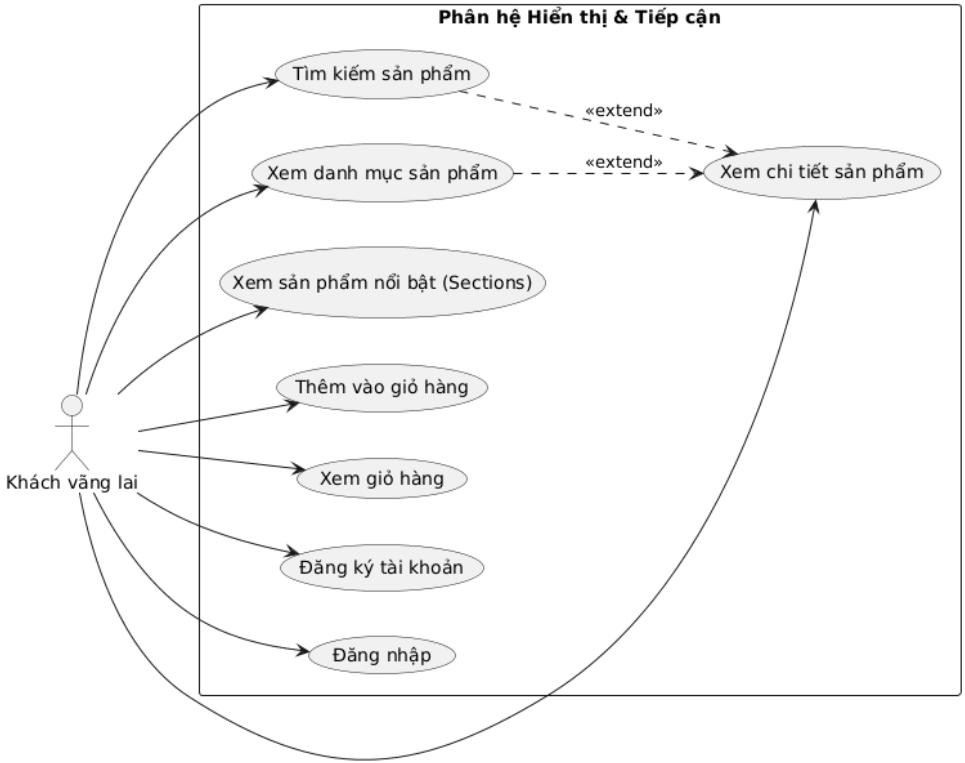 Phân hệ Hiển thị & Tiếp cận
Tìm kiếm sản phẩm
«extend»
Xem danh mục sản phẩm
«extend»
Xem chi tiết sản phẩm
Xem sản phẩm nổi bật (Sections)
Thêm vào giỏ hàng
Xem giỏ hàng
Khách vãng lai
Đăng ký tài khoản
Đăng nhập